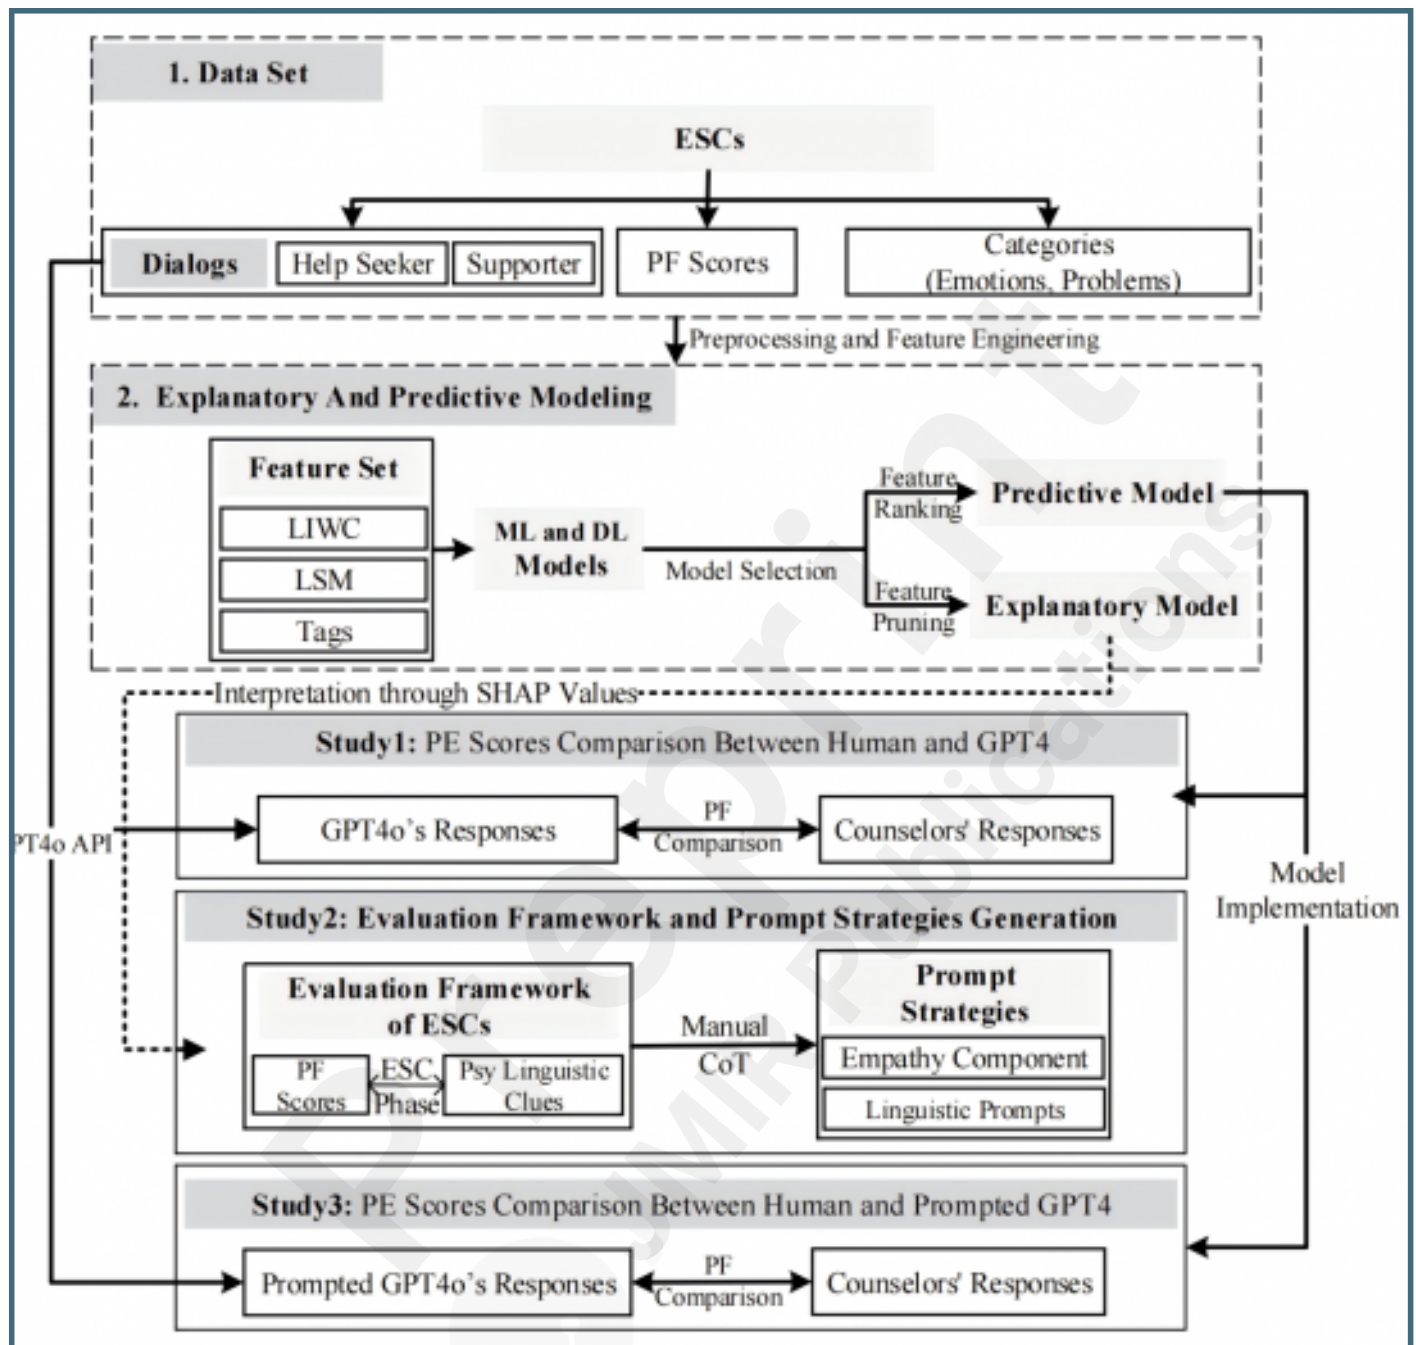 1. Data Set
ESCs
Dialogs
Help Seeker
Supporter
PF Scores
Categories
(Emotions, Problems)
Preprocessing and Feature Engineering
2. Explanatory And Predictive Modeling
Feature Set
LIWC
LSM
Tags
ML and DL
Models
Model Selection
Feature
Ranking
Predictive Model
Feature
Pruning
Explanatory Model
Interpretation through SHAP Values
Study1: PE Scores Comparison Between Human and GPT4
GPT4o's Responses
PF
Comparison
Counselors' Responses
PT4o API
Model
Implementation
Study2: Evaluation Framework and Prompt Strategies Generation
Evaluation Framework
of ESCs
PF
Scores
ESC
Phase
Psy Linguistic
Clues
Manual
CoT
Prompt
Strategies
Empathy Component
Linguistic Prompts
Study3: PE Scores Comparison Between Human and Prompted GPT4
Prompted GPT4o's Responses
PF
Comparison
Counselors' Responses
Preprint
JMIR Publications